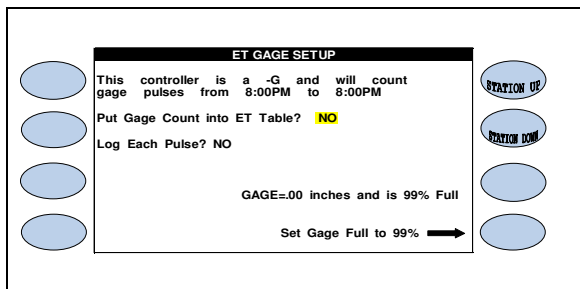 ET GAGE SETUP
This controller is a -G and will count
gage pulses from 8:00PM to 8:00PM
STATION UP
Put Gage Count into ET Table? NO
STATION DOWN
Log Each Pulse? NO
GAGE=.00 inches and is 99% Full
Set Gage Full to 99%